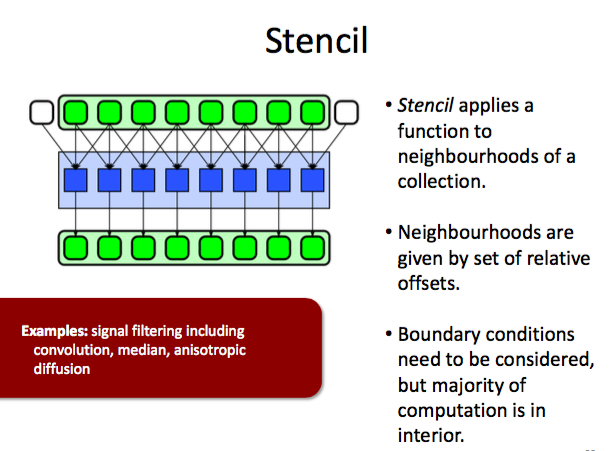 Stencil
• Stencil applies a
function to
neighbourhoods of a
collection.
• Neighbourhoods are
given by set of relative
offsets.
• Boundary conditions
need to be considered,
but majority of
computation is in
interior.
Examples: signal filtering including
convolution, median, anisotropic
diffusion